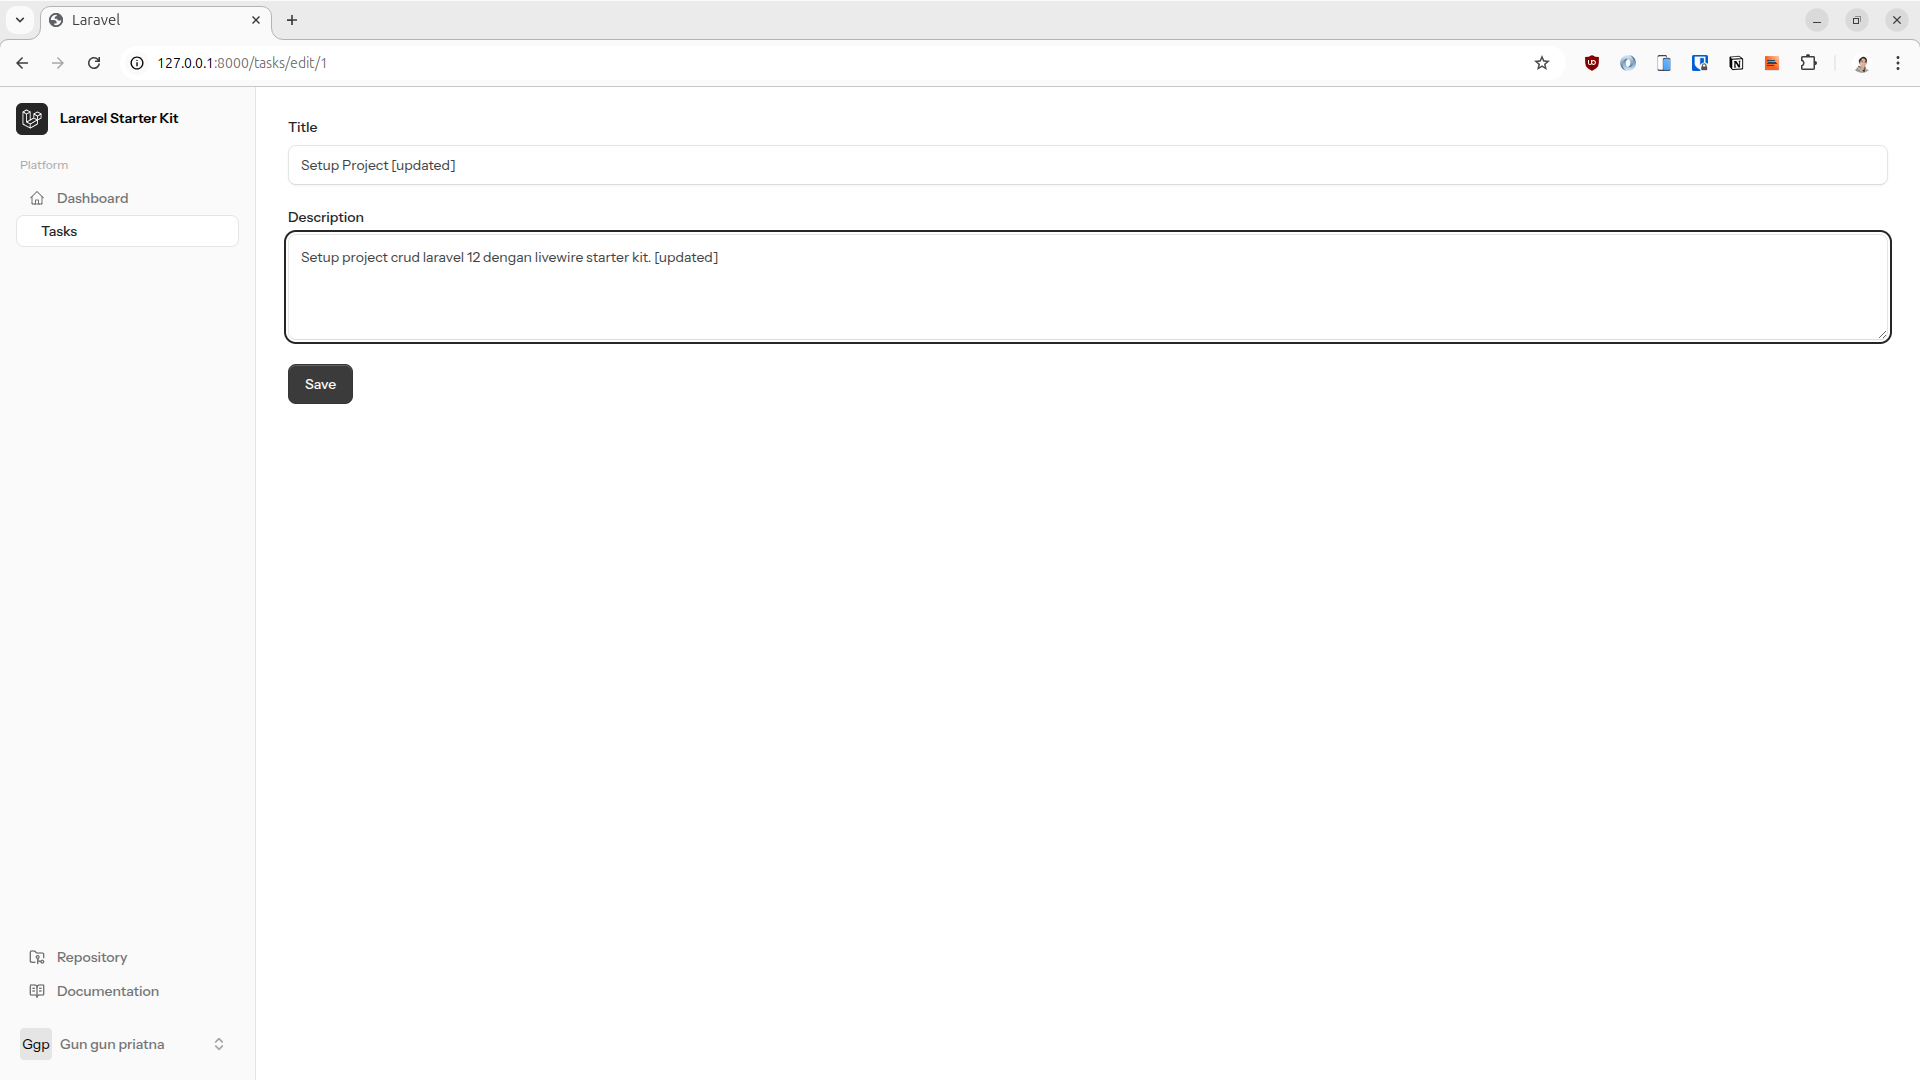 Laravel
127.0.0.1:8000/tasks/edit/1
Laravel Starter Kit
Platform
Dashboard
Tasks
Title
Setup Project [updated]
Description
Setup project crud laravel 12 dengan livewire starter kit. [updated]
Save
Repository
Documentation
Ggp Gun gun priatna